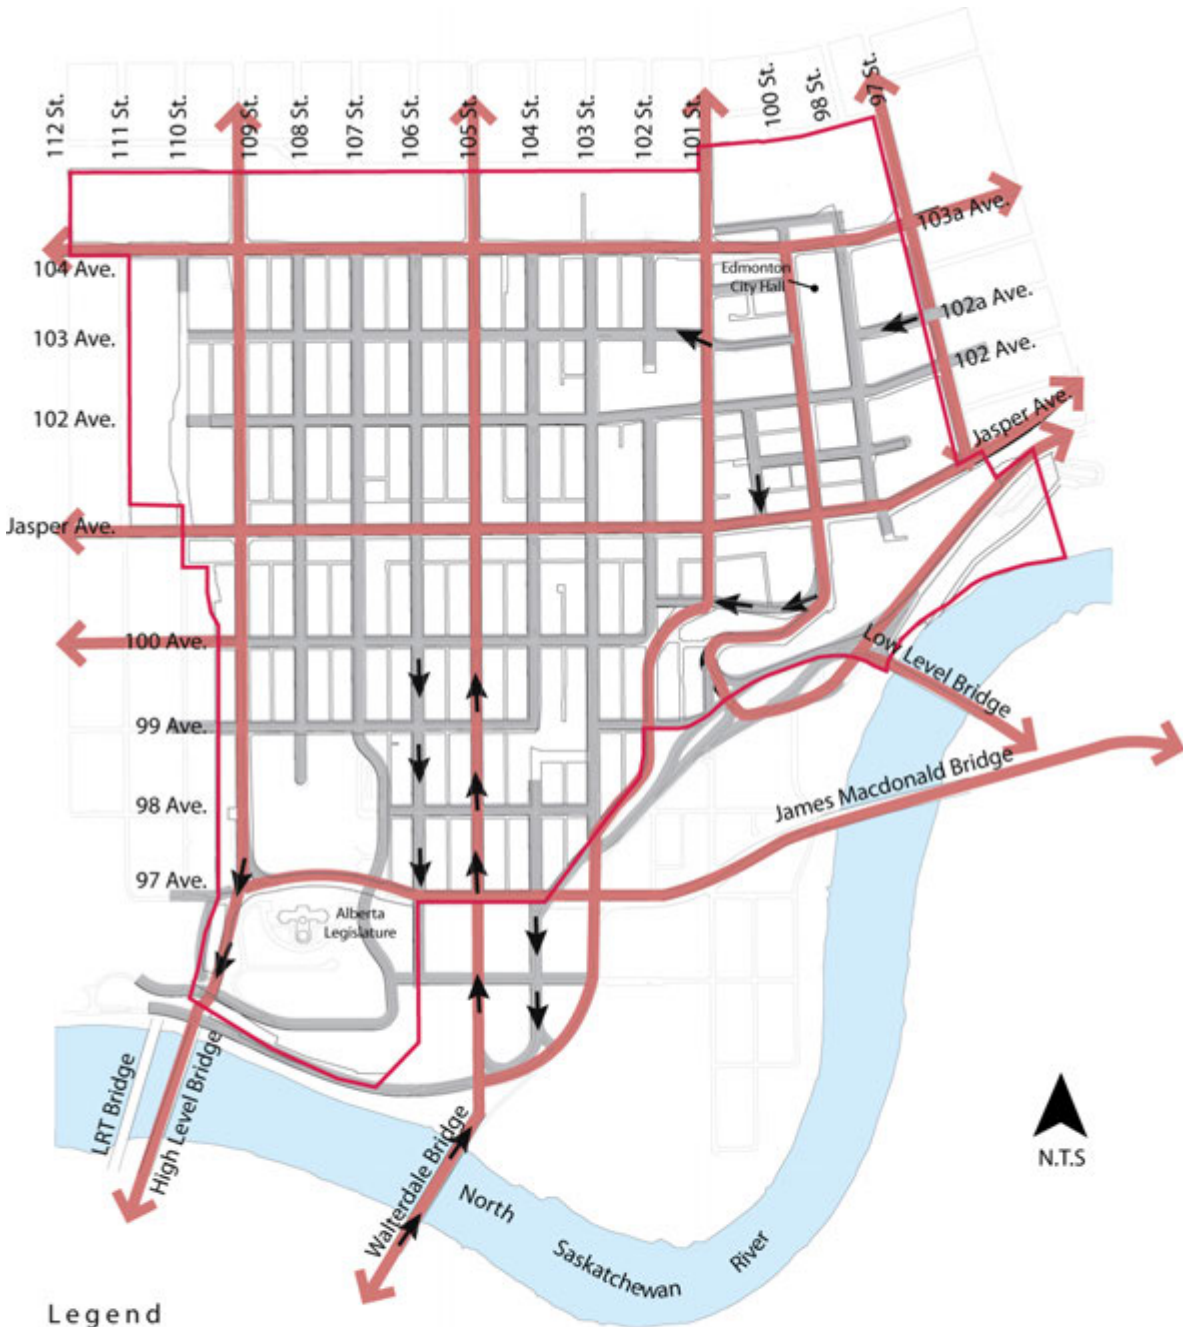 112 St.
111 St.
110 St.
109 St.
108 St.
107 St.
106 St.
105 St.
104 St.
103 St.
102 St.
101 St.
100 St.
98 St.
97 St.
103a Ave.
104 Ave.
Edmonton
City Hall
102a Ave.
103 Ave.
102 Ave.
102 Ave.
Jasper Ave.
Jasper Ave.
100 Ave.
Low Level Bridge
99 Ave.
James Macdonald Bridge
98 Ave.
97 Ave.
Alberta
Legislature
LRT Bridge
High Level Bridge
Walterdale Bridge
North
Saskatchewan
River
N.T.S
Legend